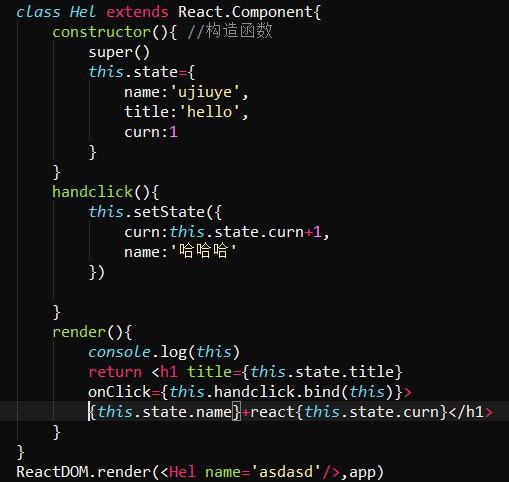 class Hel extends React.Component{
constructor(){ //构造函数
super()
this.state={
name:'ujiuye',
title:'hello',
curn:1
}
}
handclick(){
this.setState({
curn:this.state.curn+1,
name:'哈哈哈'
})
}
render(){
console.log(this)
return <h1 title={this.state.title}
onClick={this.handclick.bind(this)}>
{this.state.name}+react{this.state.curn}</h1>
}
}
ReactDOM.render(<Hel name='asdasd'/>,app)